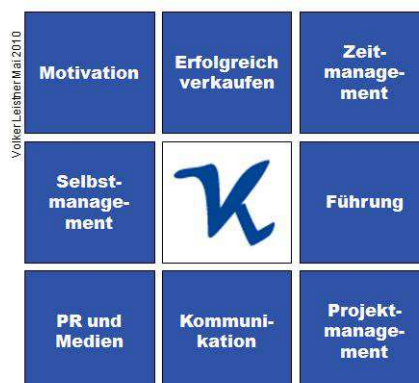 Volker Leistner Mai 2010
Motivation
Erfolgreich
verkaufen
Zeit-
manage-
ment
Selbst-
manage-
ment
Führung
PR und
Medien
Kommuni-
kation
Projekt-
manage-
ment